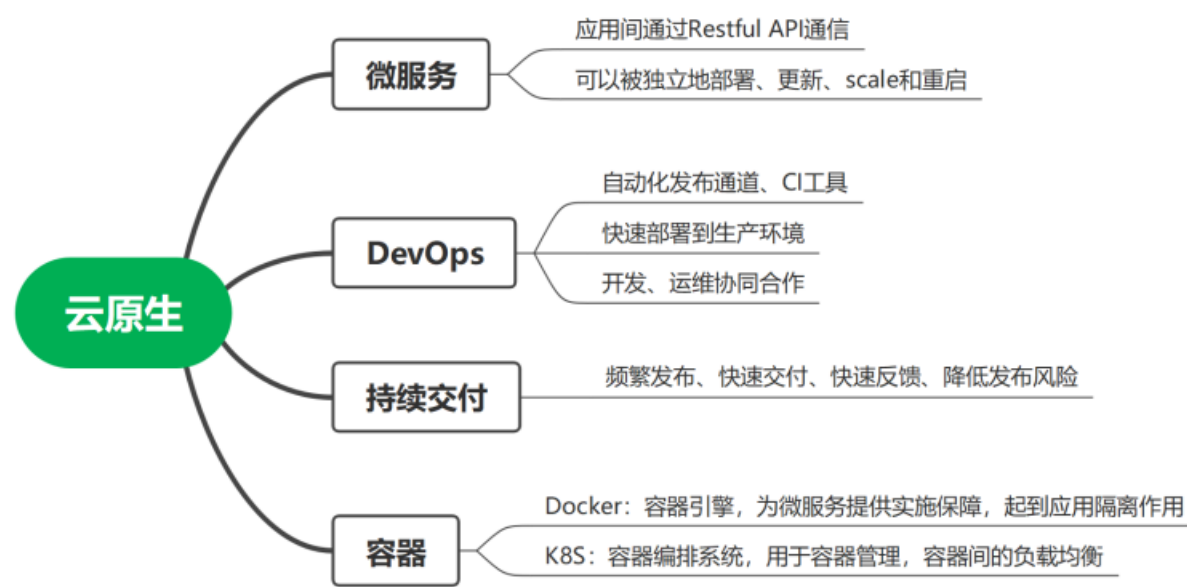 云原生
微服务
应用间通过Restful API通信
可以被独立地部署、更新、scale和重启
DevOps
自动化发布通道、CI工具
快速部署到生产环境
开发、运维协同合作
持续交付
频繁发布、快速交付、快速反馈、降低发布风险
容器
Docker：容器引擎，为微服务提供实施保障，起到应用隔离作用
K8S：容器编排系统，用于容器管理，容器间的负载均衡